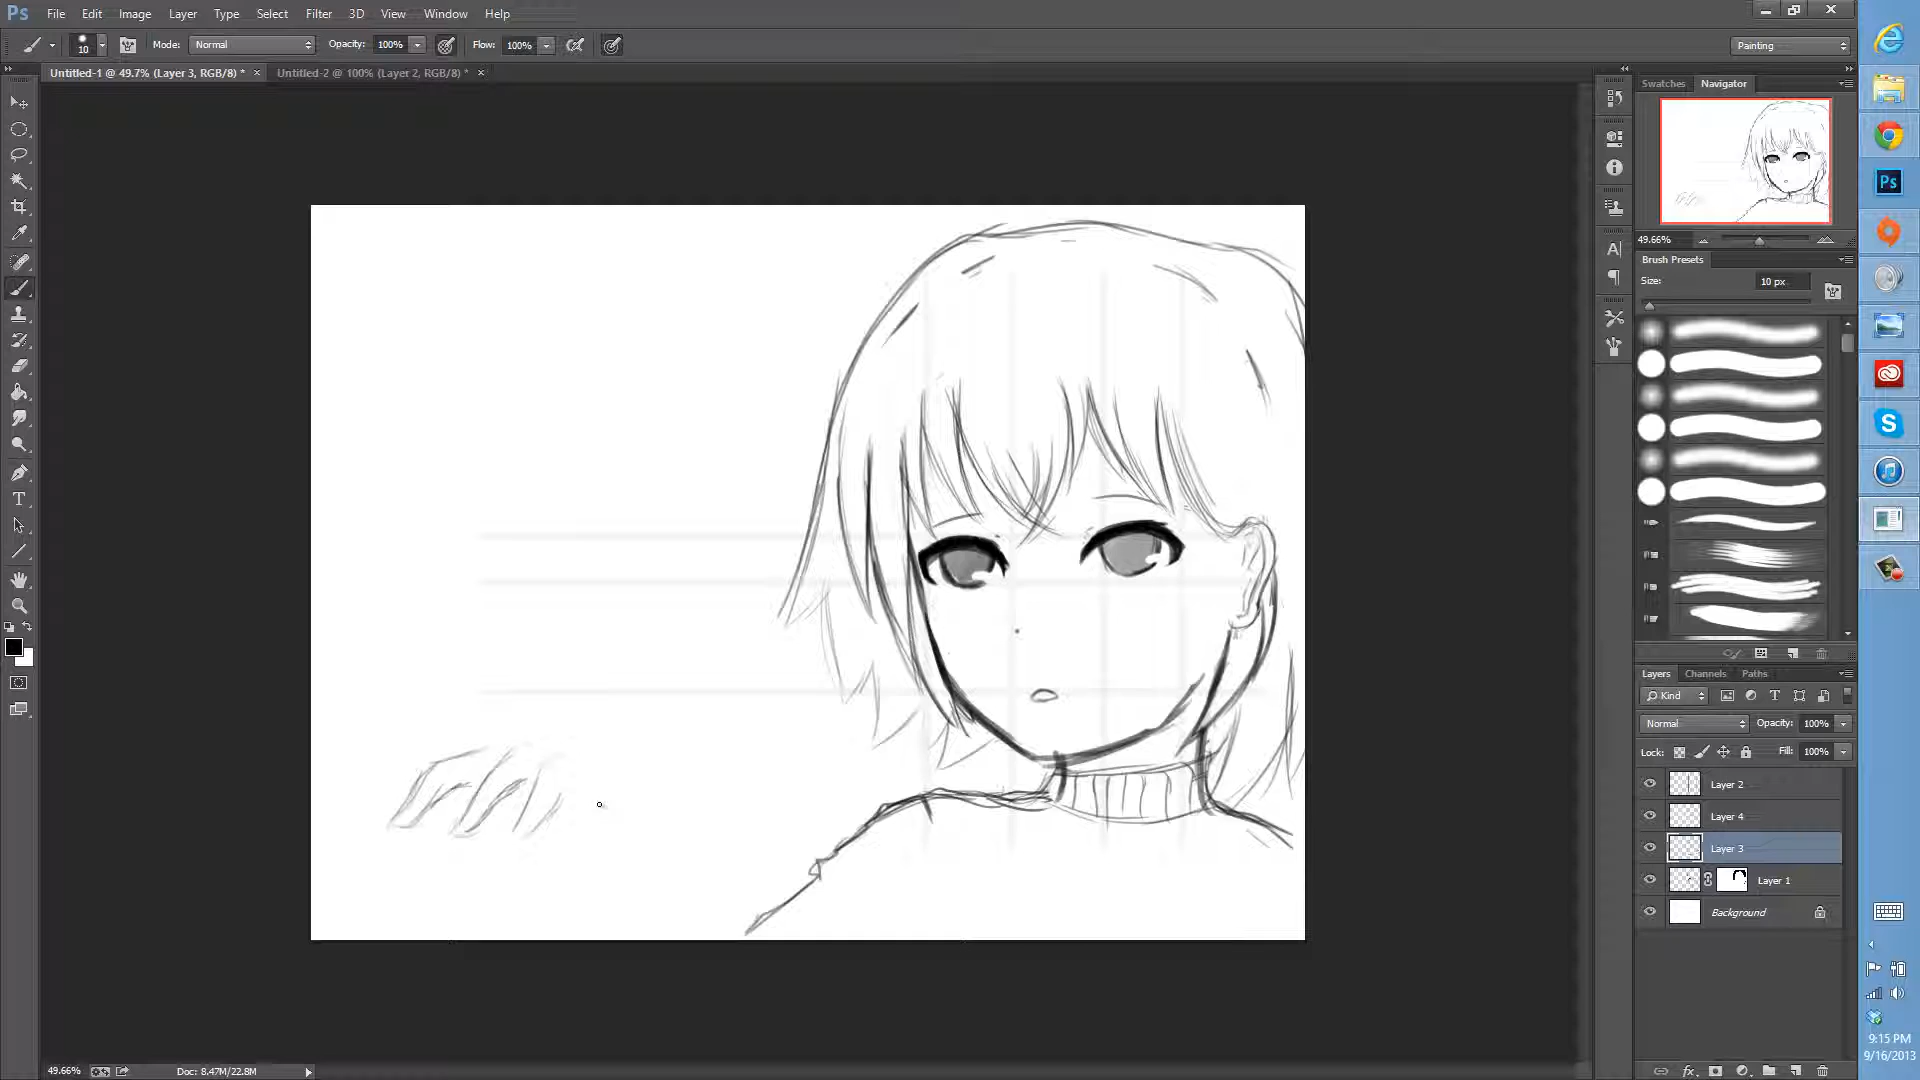 Ps File Edit Image Layer Type Select Filter 3D View Window Help
10 Mode: Normal Opacity: 100% Flow: 100% Painting
Untitled-1 @ 49.7% (Layer 3, RGB/8) * × Untitled-2 @ 100% (Layer 2, RGB/8) * ×
Swatches Navigator
49.66%
Brush Presets
Size: 10 px
Layers Channels Paths
Kind
Normal Opacity: 100%
Lock: Fill: 100%
Layer 2
Layer 4
Layer 3
Layer 1
Background
Ps
S
9:15 PM
9/16/2013
49.66% Doc: 8.47M/22.8M
fx